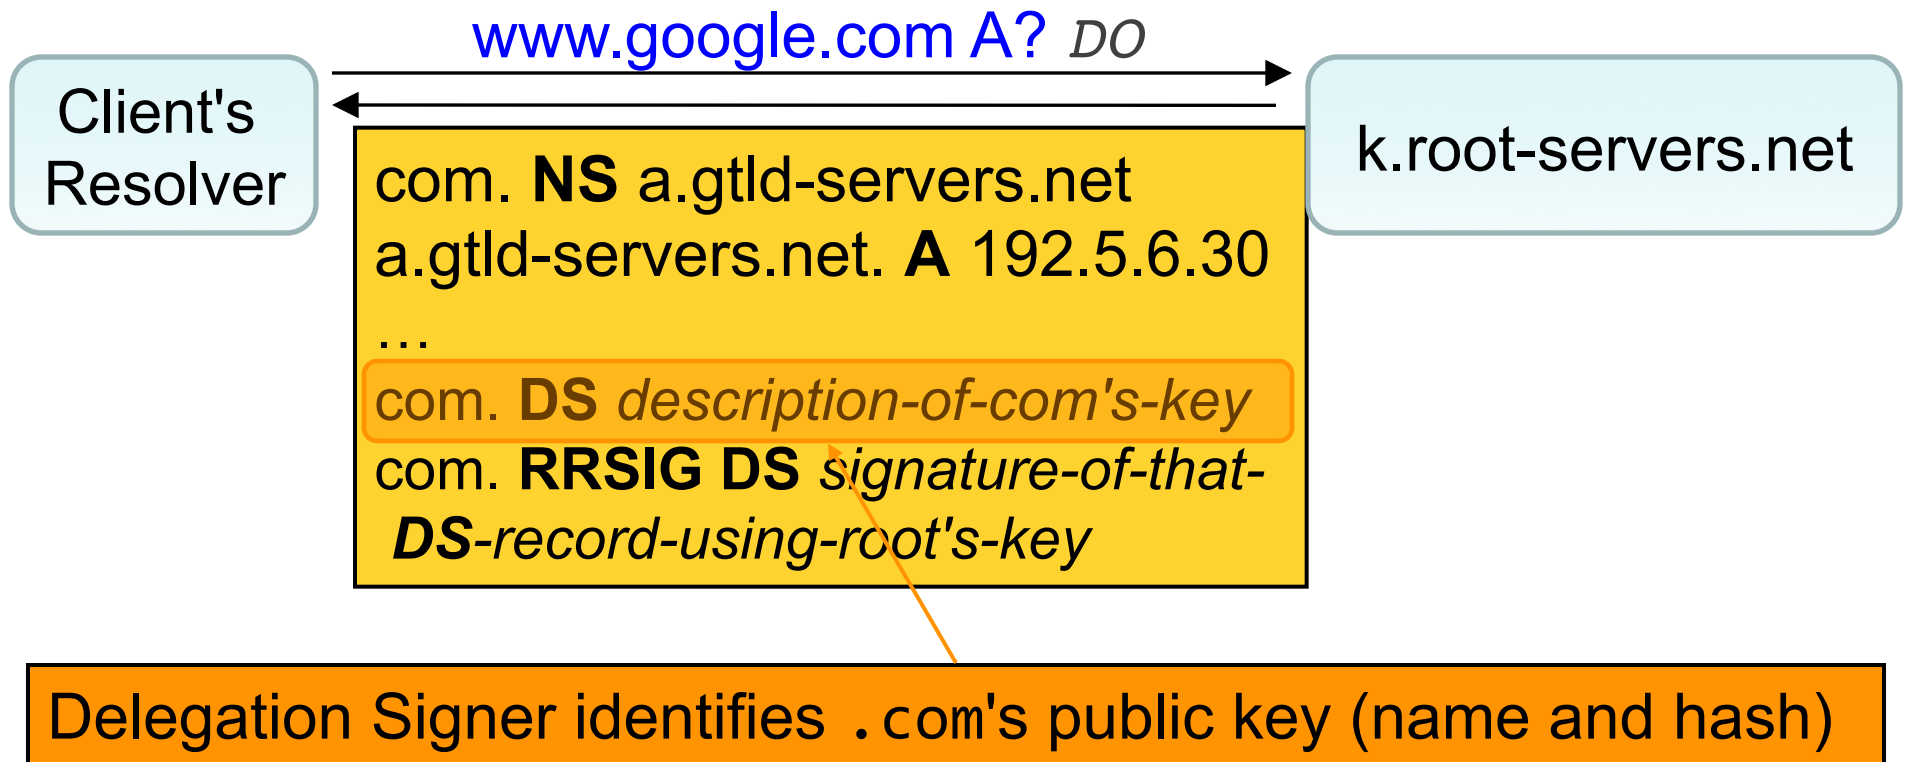 www.google.com A? DO
Client's
Resolver
k.root-servers.net
com. NS a.gtld-servers.net
a.gtld-servers.net. A 192.5.6.30
…
com. DS description-of-com's-key
com. RRSIG DS signature-of-that-
DS-record-using-root's-key
Delegation Signer identifies .com's public key (name and hash)